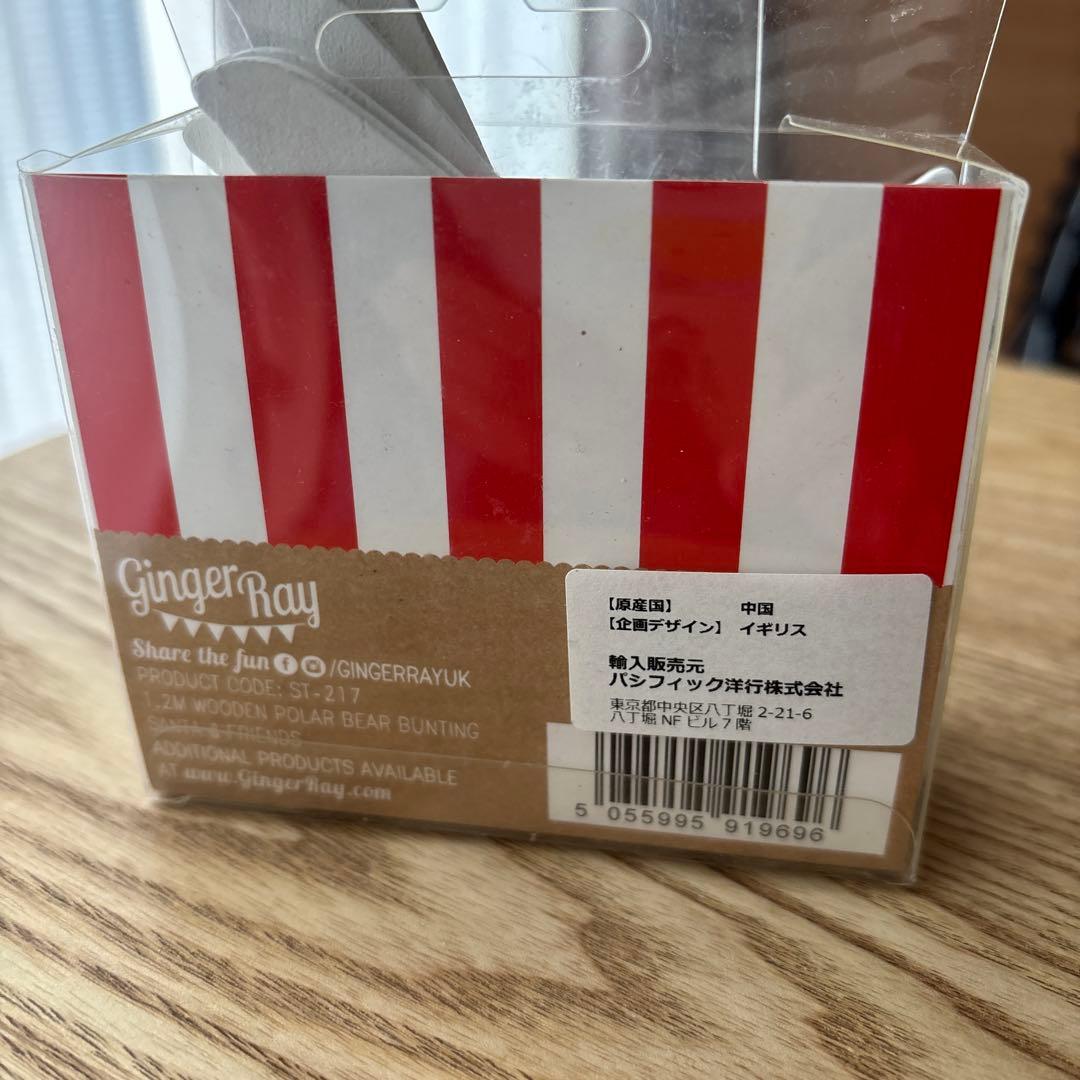 Ginger Ray
Share the fun /GINGERRAYUK
PRODUCT CODE: ST-217
1.2M WOODEN POLAR BEAR BUNTING
SANTA & FRIENDS
ADDITIONAL PRODUCTS AVAILABLE
AT www.GingerRay.com
【原産国】 中国
【企画デザイン】 イギリス
輸入販売元
パシフィック洋行株式会社
東京都中央区八丁堀 2-21-6
八丁堀 NF ビル 7 階
5 055995 919696